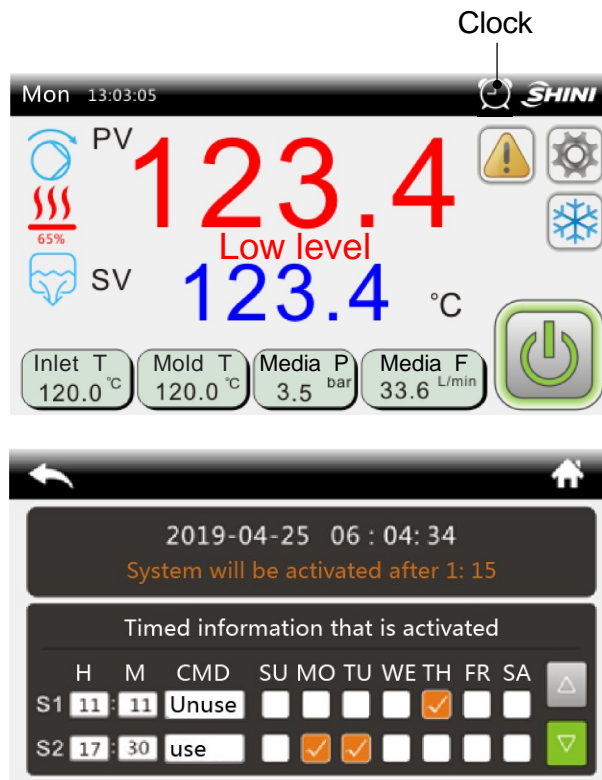 Clock
Mon 13:03:05 SHINI
PV 123.4
65%
Low level
SV 123.4 °C
Inlet T Mold T Media P Media F
120.0 °C 120.0 °C 3.5 bar 33.6 L/min
2019-04-25 06 : 04: 34
System will be activated after 1: 15
Timed information that is activated
H M CMD SU MO TU WE TH FR SA
S1 11 : 11 Unuse
S2 17 : 30 use